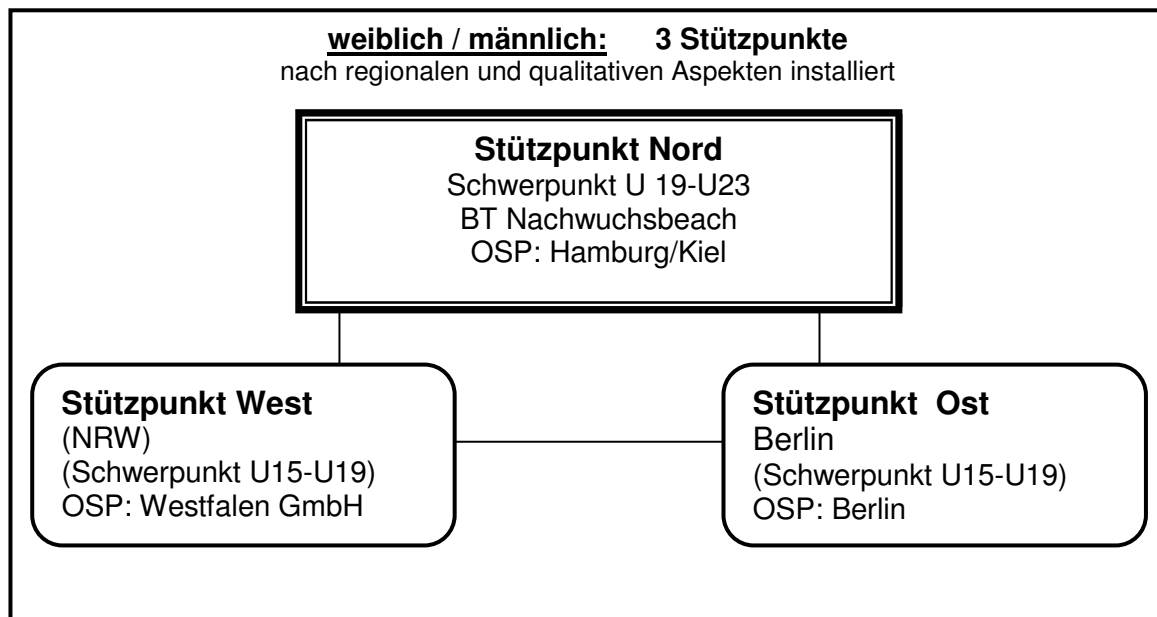 weiblich / männlich: 3 Stützpunkte
nach regionalen und qualitativen Aspekten installiert
Stützpunkt Nord
Schwerpunkt U 19-U23
BT Nachwuchsbeach
OSP: Hamburg/Kiel
Stützpunkt West
(NRW)
(Schwerpunkt U15-U19)
OSP: Westfalen GmbH
Stützpunkt Ost
Berlin
(Schwerpunkt U15-U19)
OSP: Berlin